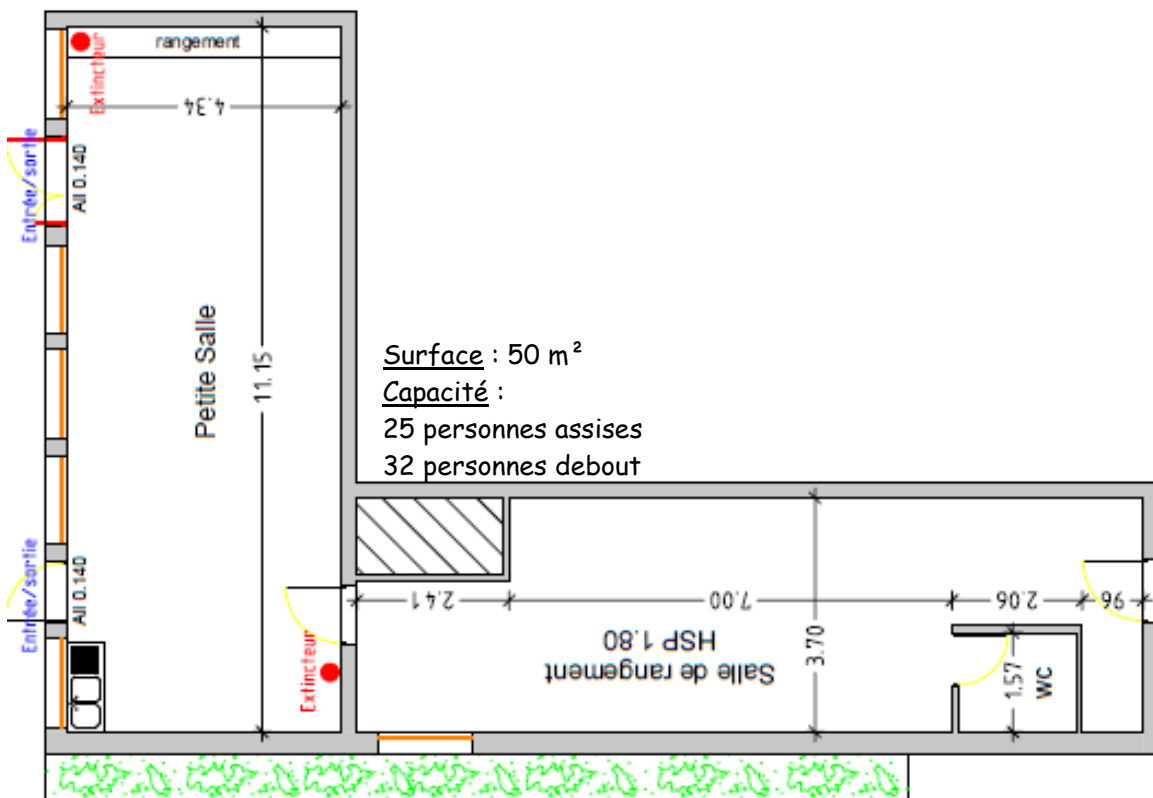 rangement
Extincteur
4.34
Entrée/sortie
All 0.140
Petite Salle
11.15
Surface : 50 m²
Capacité :
25 personnes assises
32 personnes debout
Entrée/sortie
All 0.140
2.41
7.00
2.06
96
Salle de rangement
HSP 1.80
3.70
1.57
WC
Extincteur